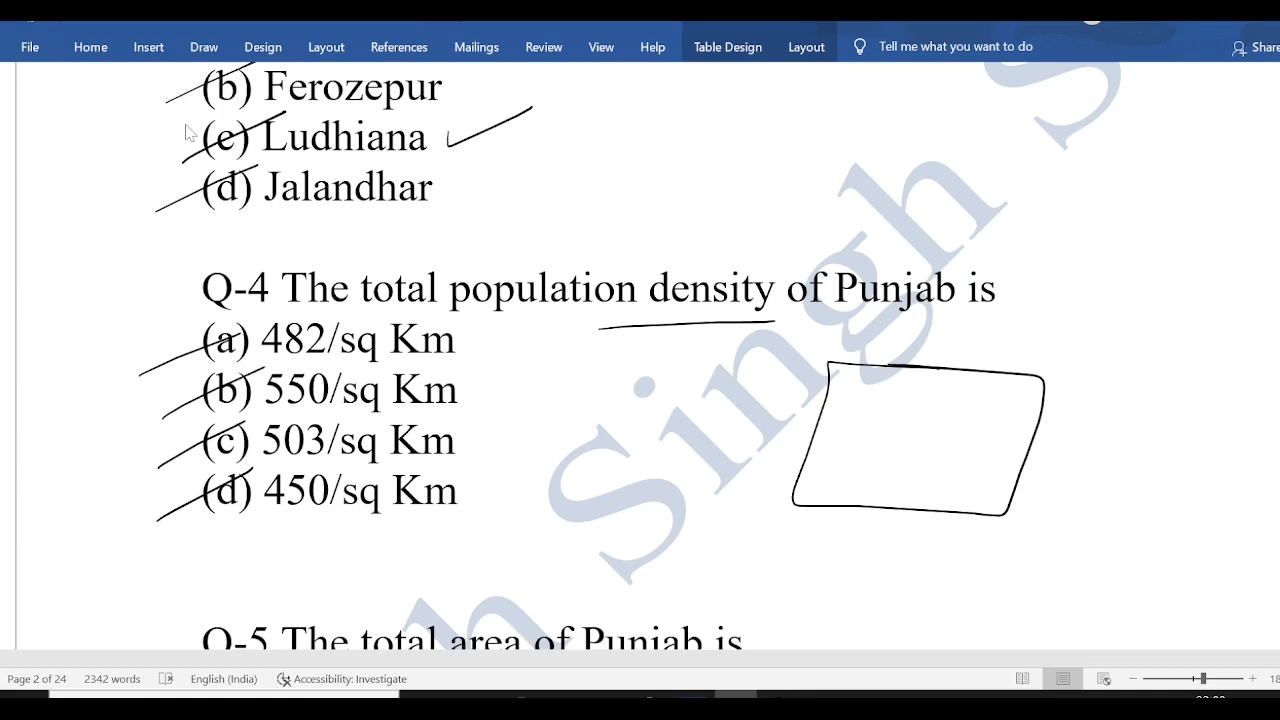 File Home Insert Draw Design Layout References Mailings Review View Help Table Design Layout Tell me what you want to do Share
(b) Ferozepur
(c) Ludhiana
(d) Jalandhar
Q-4 The total population density of Punjab is
(a) 482/sq Km
(b) 550/sq Km
(c) 503/sq Km
(d) 450/sq Km
Singh
Q-5 The total area of Punjab is
Page 2 of 24 2342 words English (India) Accessibility: Investigate